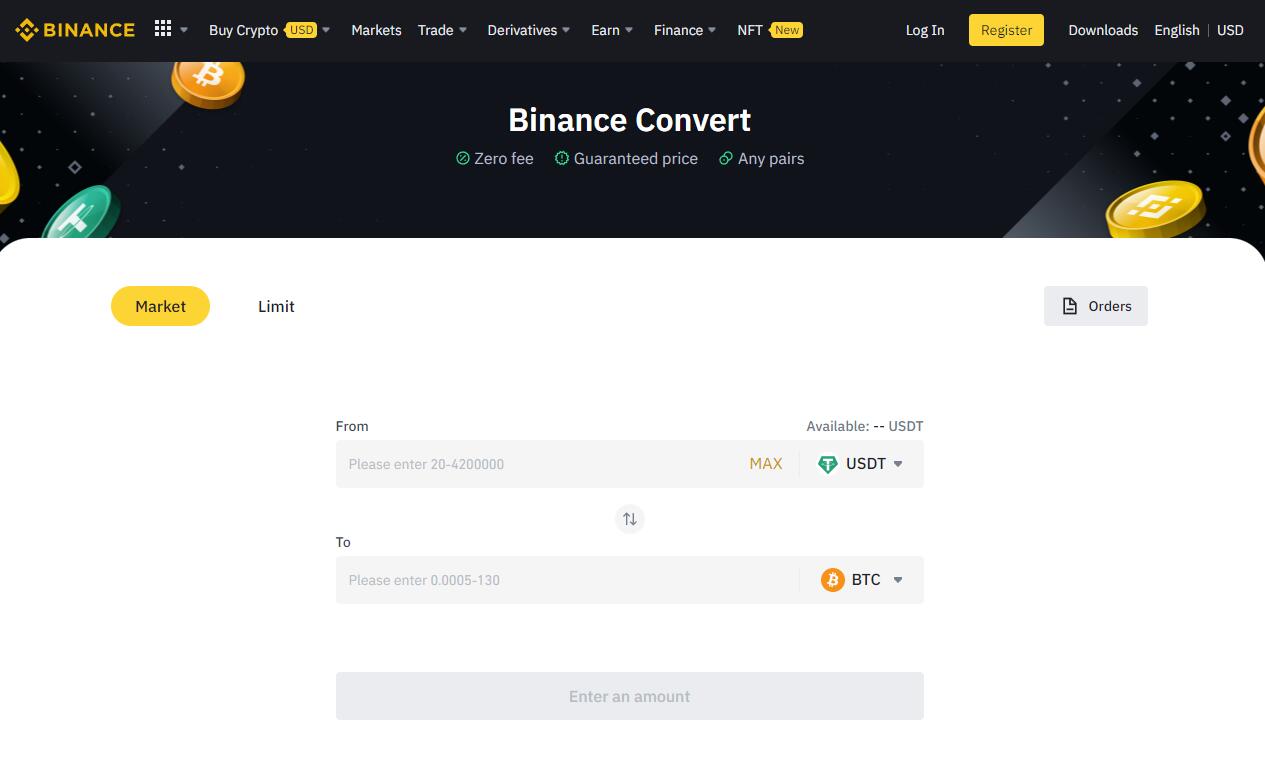 BINANCE Buy Crypto USD Markets Trade Derivatives Earn Finance NFT New Log In Register Downloads English USD
Binance Convert
Zero fee Guaranteed price Any pairs
Market Limit Orders
From Available: -- USDT
Please enter 20-4200000 MAX USDT
To
Please enter 0.0005-130 BTC
Enter an amount